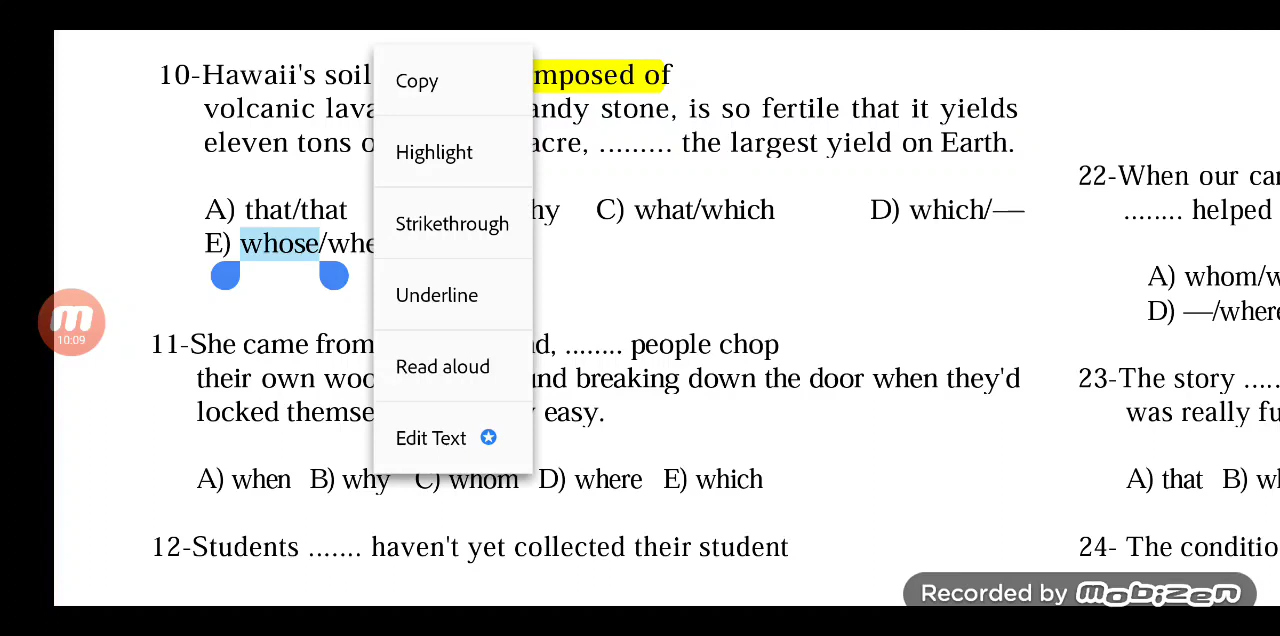 10-Hawaii's soil mposed of
volcanic lava andy stone, is so fertile that it yields
eleven tons o acre, ......... the largest yield on Earth.
A) that/that hy C) what/which D) which/—
E) whose/whe
11-She came from d, ........ people chop
their own woo und breaking down the door when they'd
locked themse easy.
A) when B) why C) whom D) where E) which
12-Students ....... haven't yet collected their student
Copy
Highlight
Strikethrough
Underline
Read aloud
Edit Text
22-When our car
........ helped
A) whom/w
D) —/where
23-The story ....
was really fu
A) that B) wh
24- The conditio
m
10:09
Recorded by mobizen